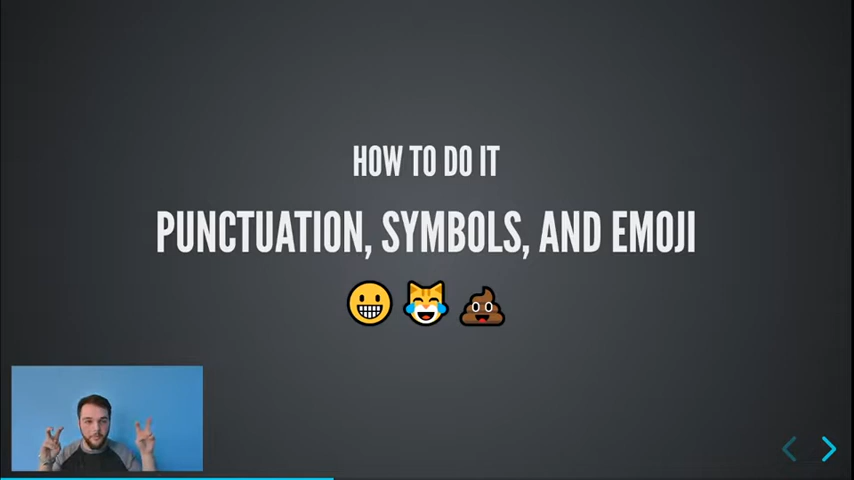 HOW TO DO IT
PUNCTUATION, SYMBOLS, AND EMOJI